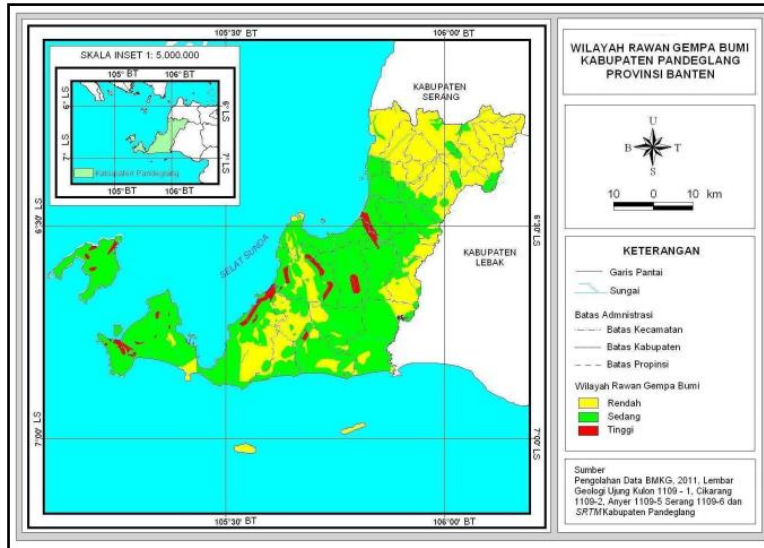 SKALA INSET 1: 5.000.000
105° BT
106° BT
6° LS
6° LS
7° LS
7° LS
105° BT
106° BT
Kabupaten Pandeglang
105°30' BT
106°00' BT
6°30' LS
6°30' LS
7°00' LS
7°00' LS
105°30' BT
106°00' BT
KABUPATEN
SERANG
SELAT SUNDA
KABUPATEN
LEBAK
WILAYAH RAWAN GEMPA BUMI
KABUPATEN PANDEGLANG
PROVINSI BANTEN
U
B
T
S
10 0 10 km
KETERANGAN
Garis Pantai
Sungai
Batas Admnistrasi
Batas Kecamatan
Batas Kabupaten
Batas Propinsi
Wilayah Rawan Gempa Bumi
Rendah
Sedang
Tinggi
Sumber
Pengolahan Data BMKG, 2011, Lembar
Geologi Ujung Kulon 1109 - 1, Cikarang
1109-2, Anyer 1109-5 Serang 1109-6 dan
SRTM Kabupaten Pandeglang